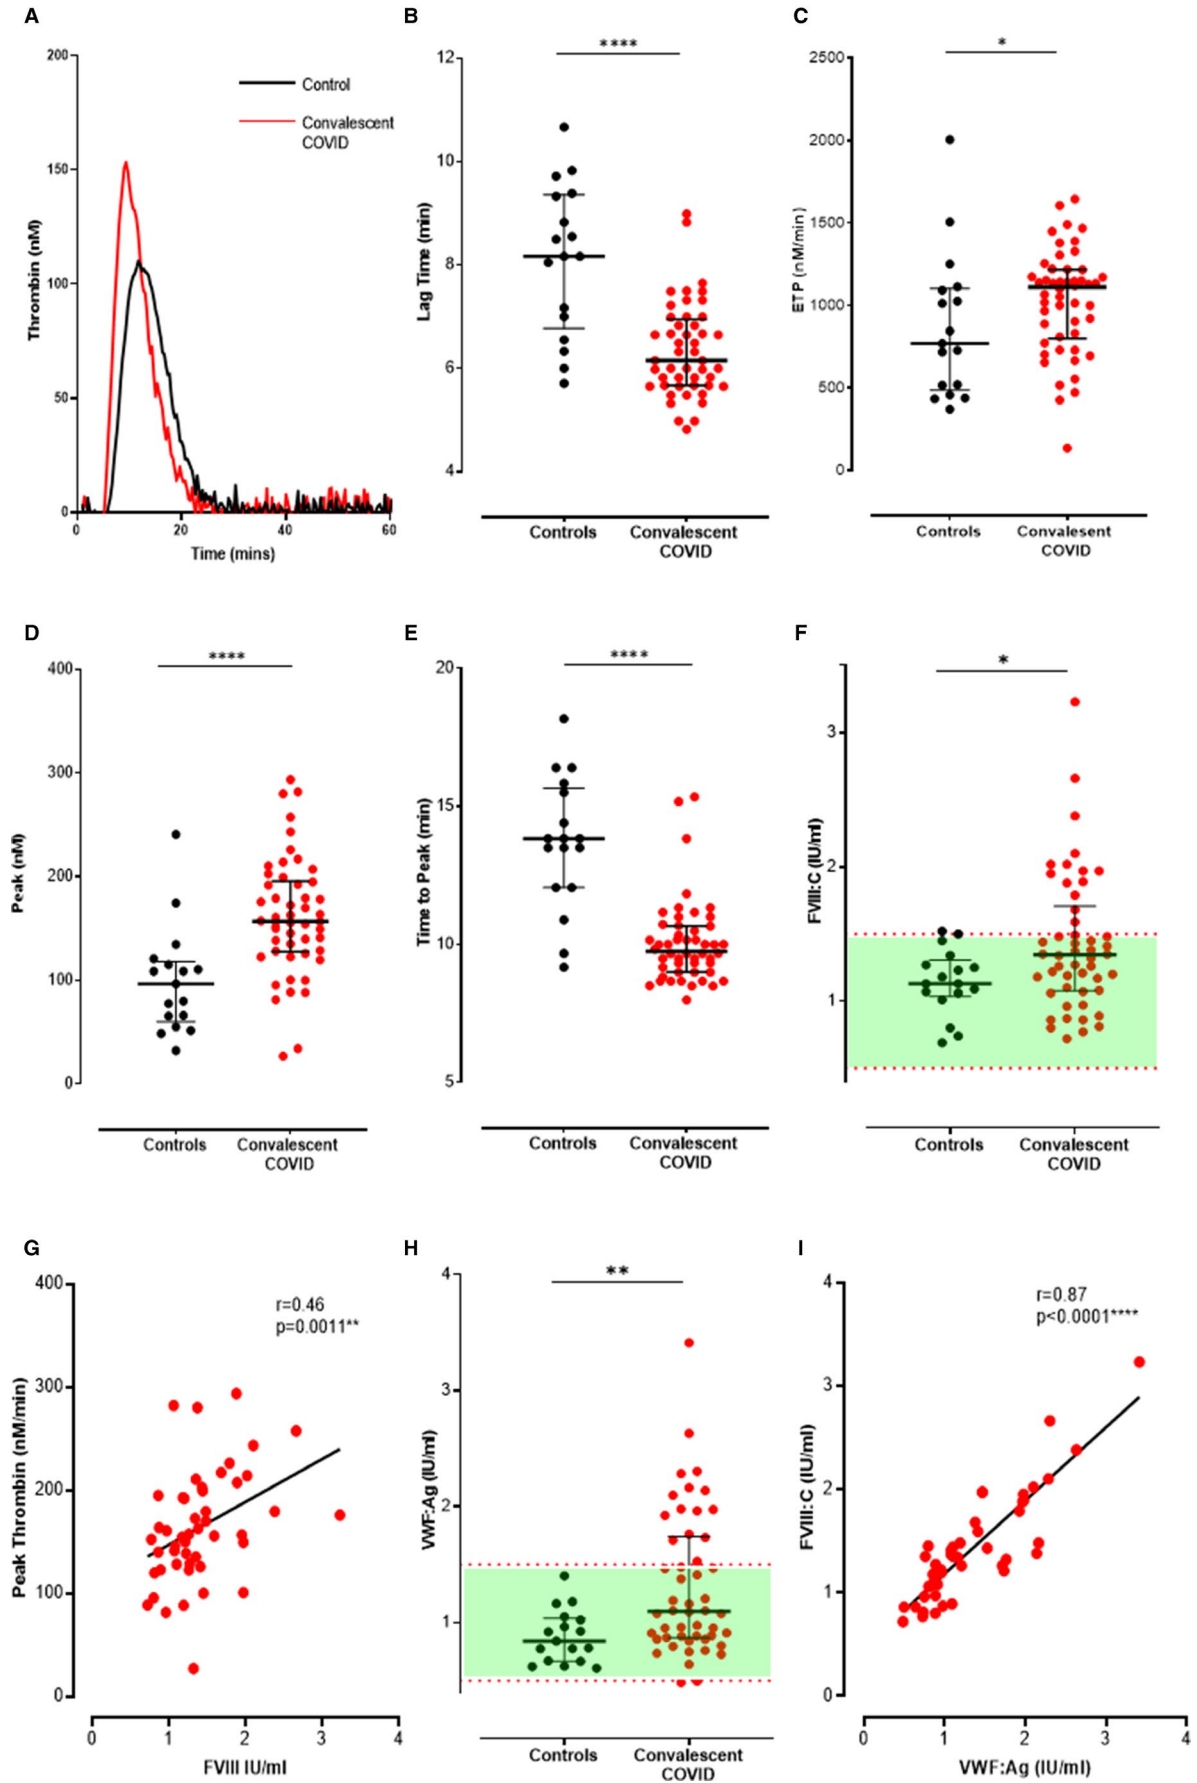 A
B
C
200
150
100
50
0
Thrombin (nM)
Control
Convalescent
COVID
0
20
40
60
Time (mins)
****
12
10
8
6
4
Lag Time (min)
Controls
Convalescent
COVID
*
2500
2000
1500
1000
500
0
ETP (nM/min)
Controls
Convalesent
COVID
D
E
F
****
400
300
200
100
0
Peak (nM)
Controls
Convalescent
COVID
****
20
15
10
5
Time to Peak (min)
Controls
Convalescent
COVID
*
3
2
1
FVIII:C (IU/ml)
Controls
Convalescent
COVID
G
H
I
400
300
200
100
0
Peak Thrombin (nM/min)
r=0.46
p=0.0011**
0
1
2
3
4
FVIII IU/ml
**
4
3
2
1
VWF:Ag (IU/ml)
Controls
Convalescent
COVID
4
3
2
1
0
FVIII:C (IU/ml)
r=0.87
p<0.0001****
0
1
2
3
4
VWF:Ag (IU/ml)